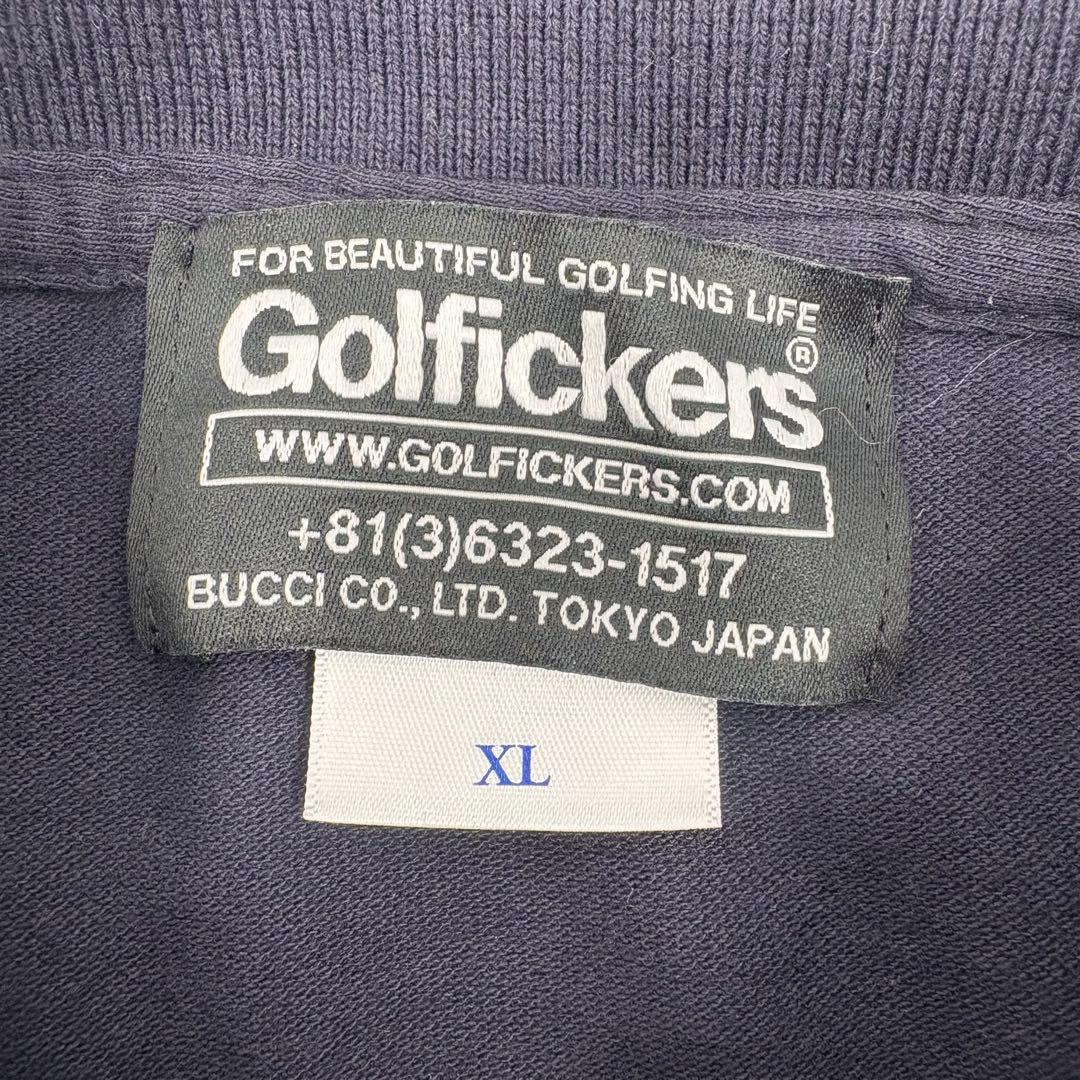 FOR BEAUTIFUL GOLFING LIFE
Golfickers®
WWW.GOLFICKERS.COM
+81(3)6323-1517
BUCCI CO., LTD. TOKYO JAPAN
XL